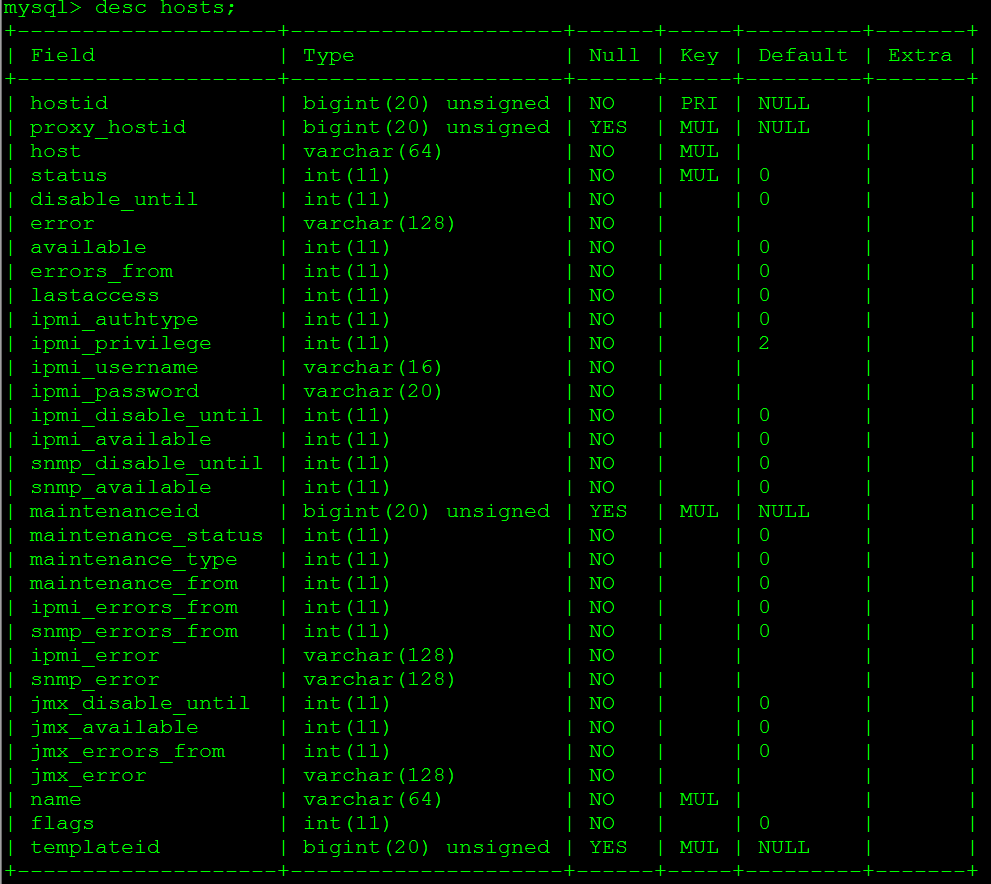 mysql> desc hosts;
+---------------------+---------------------+------+-----+---------+-------+
| Field               | Type                | Null | Key | Default | Extra |
+---------------------+---------------------+------+-----+---------+-------+
| hostid              | bigint(20) unsigned | NO   | PRI | NULL    |       |
| proxy_hostid        | bigint(20) unsigned | YES  | MUL | NULL    |       |
| host                | varchar(64)         | NO   | MUL |         |       |
| status              | int(11)             | NO   | MUL | 0       |       |
| disable_until       | int(11)             | NO   |     | 0       |       |
| error               | varchar(128)        | NO   |     |         |       |
| available           | int(11)             | NO   |     | 0       |       |
| errors_from         | int(11)             | NO   |     | 0       |       |
| lastaccess          | int(11)             | NO   |     | 0       |       |
| ipmi_authtype       | int(11)             | NO   |     | 0       |       |
| ipmi_privilege      | int(11)             | NO   |     | 2       |       |
| ipmi_username       | varchar(16)         | NO   |     |         |       |
| ipmi_password       | varchar(20)         | NO   |     |         |       |
| ipmi_disable_until  | int(11)             | NO   |     | 0       |       |
| ipmi_available      | int(11)             | NO   |     | 0       |       |
| snmp_disable_until  | int(11)             | NO   |     | 0       |       |
| snmp_available      | int(11)             | NO   |     | 0       |       |
| maintenanceid       | bigint(20) unsigned | YES  | MUL | NULL    |       |
| maintenance_status  | int(11)             | NO   |     | 0       |       |
| maintenance_type    | int(11)             | NO   |     | 0       |       |
| maintenance_from    | int(11)             | NO   |     | 0       |       |
| ipmi_errors_from    | int(11)             | NO   |     | 0       |       |
| snmp_errors_from    | int(11)             | NO   |     | 0       |       |
| ipmi_error          | varchar(128)        | NO   |     |         |       |
| snmp_error          | varchar(128)        | NO   |     |         |       |
| jmx_disable_until   | int(11)             | NO   |     | 0       |       |
| jmx_available       | int(11)             | NO   |     | 0       |       |
| jmx_errors_from     | int(11)             | NO   |     | 0       |       |
| jmx_error           | varchar(128)        | NO   |     |         |       |
| name                | varchar(64)         | NO   | MUL |         |       |
| flags               | int(11)             | NO   |     | 0       |       |
| templateid          | bigint(20) unsigned | YES  | MUL | NULL    |       |
+---------------------+---------------------+------+-----+---------+-------+